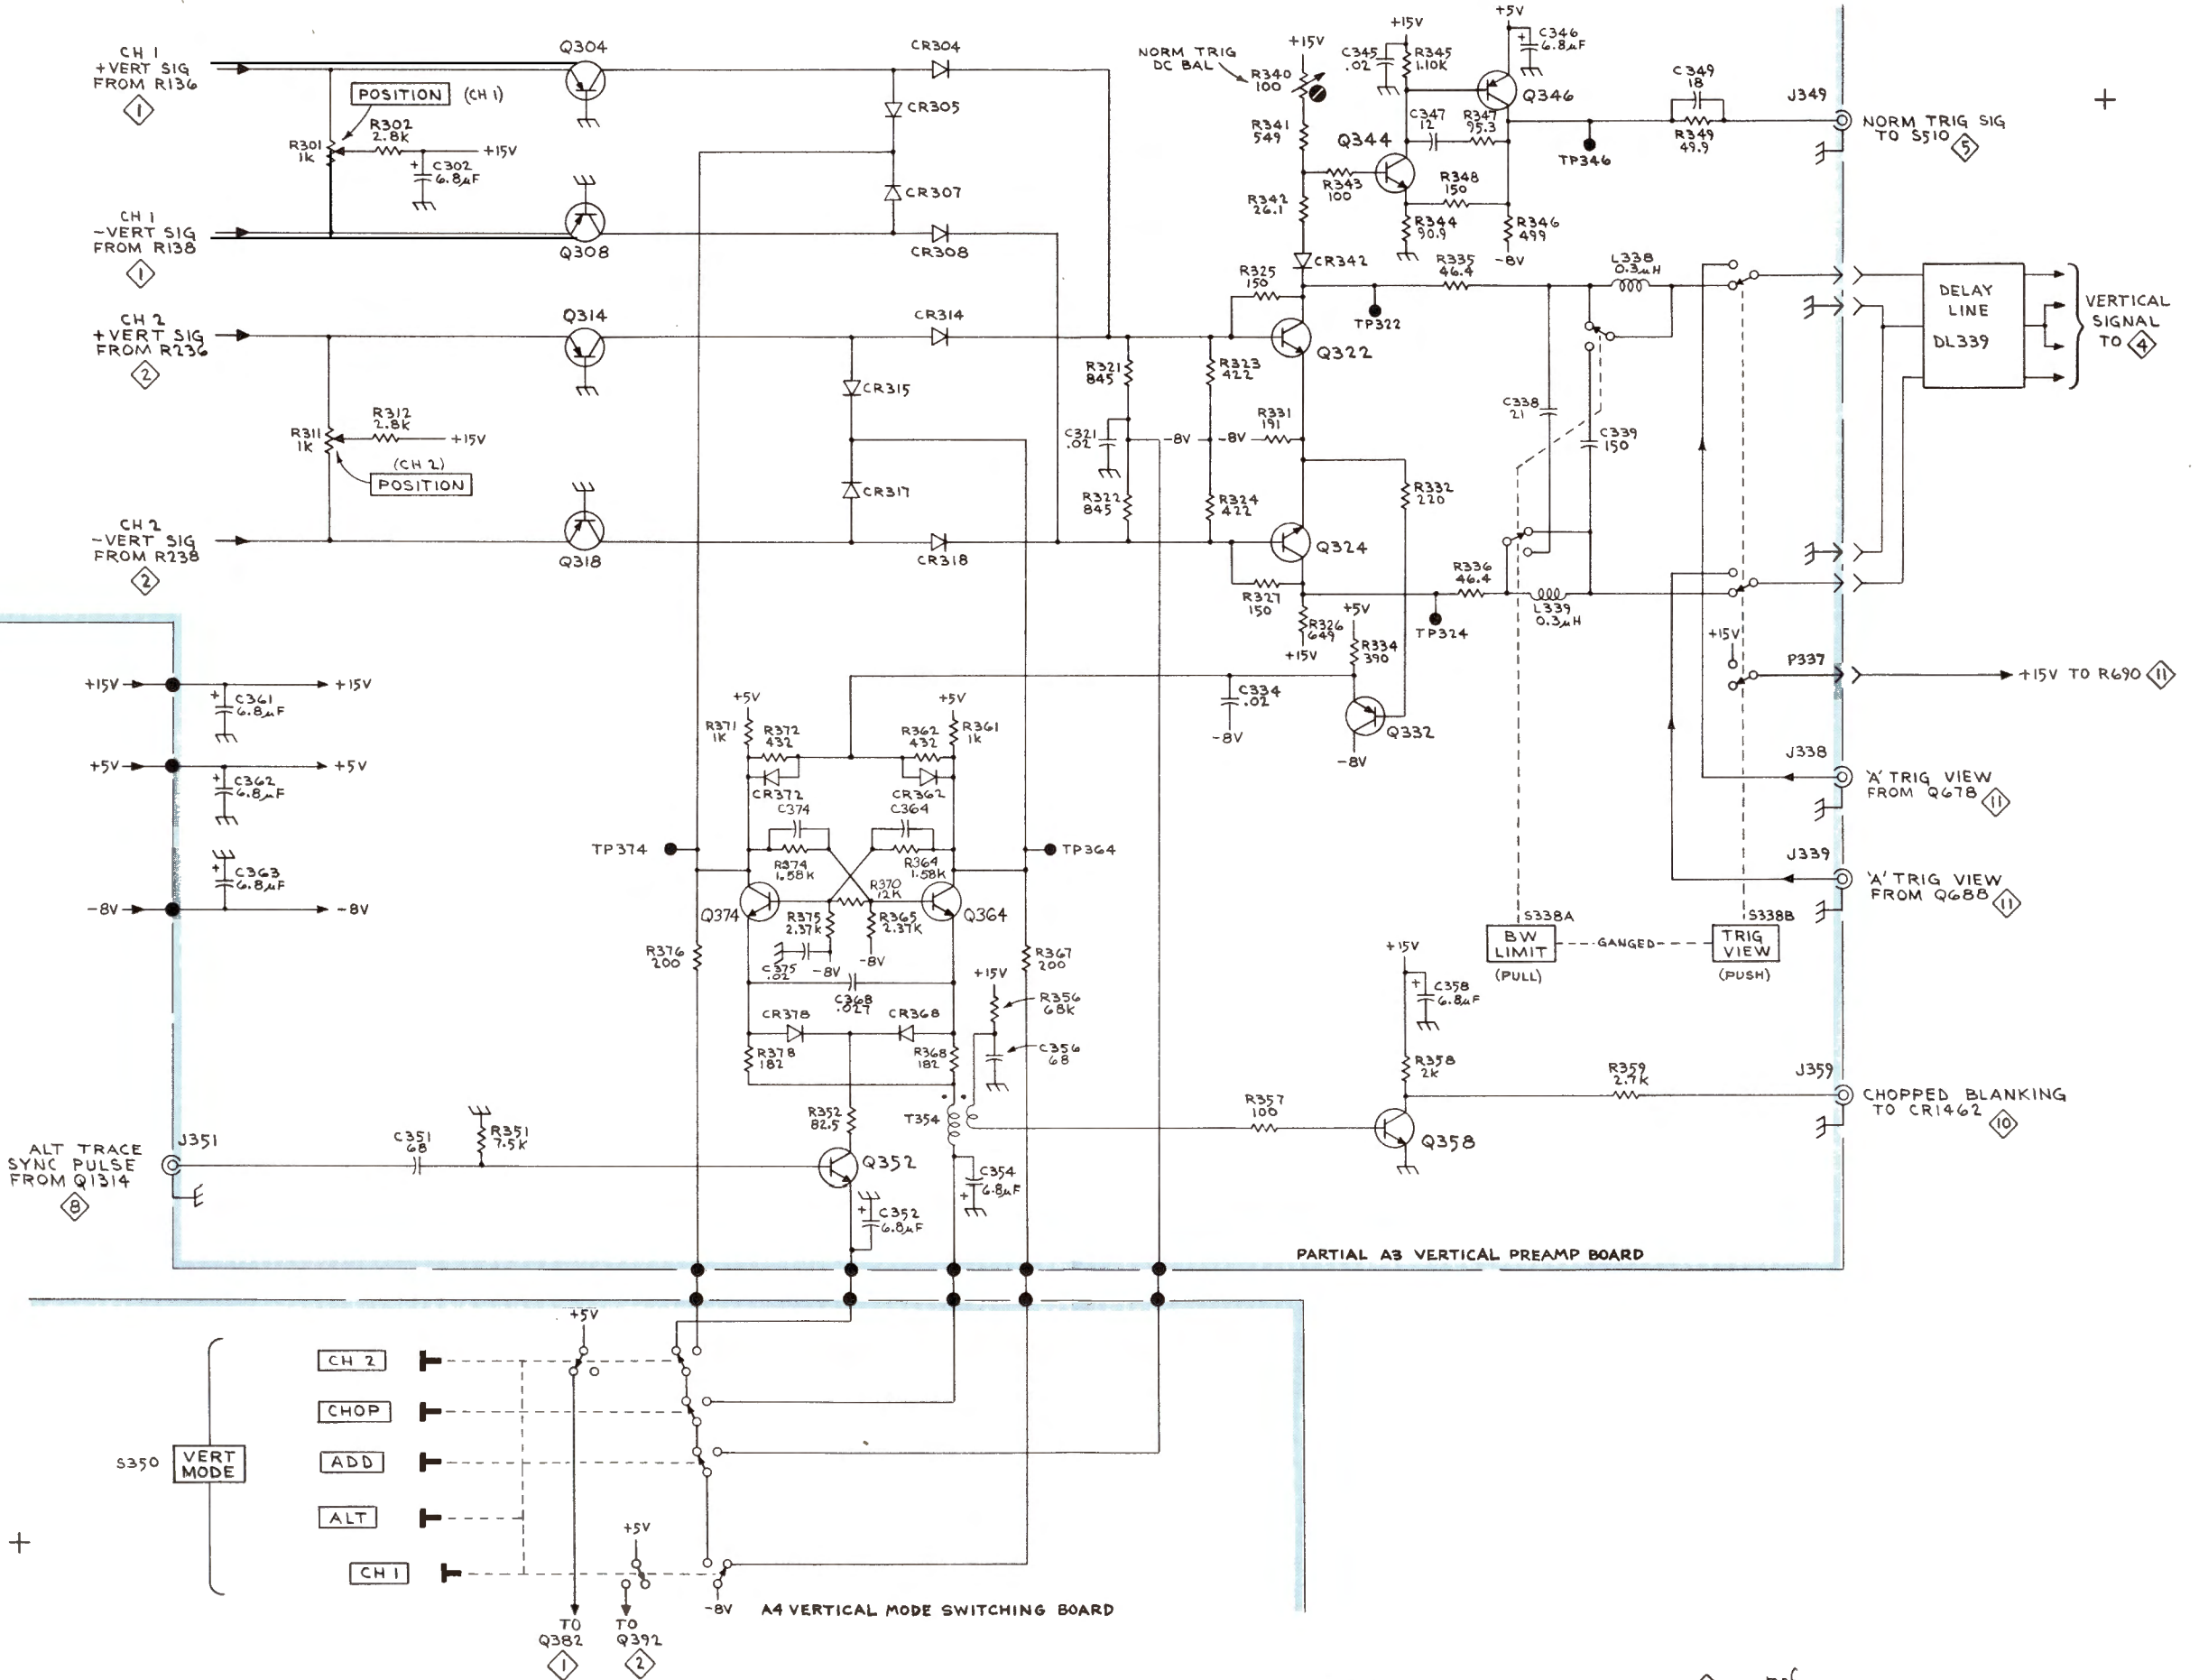 CH 1
+VERT SIG
FROM R136
1
POSITION (CH 1)
R301
1K
R302
2.8K
+15V
+
C302
6.8µF
CH 1
-VERT SIG
FROM R138
1
Q304
Q308
CR304
CR305
CR307
CR308
CH 2
+VERT SIG
FROM R236
2
R311
1K
R312
2.8K
+15V
(CH 2)
POSITION
CH 2
-VERT SIG
FROM R238
2
Q314
Q318
CR314
CR315
CR317
CR318
NORM TRIG
DC BAL
+15V
R340
100
R341
549
R342
26.1
R343
100
CR342
+15V
C345
.02
R345
1.10K
+5V
+
C346
6.8µF
Q346
Q344
C347
12
R347
95.3
R348
150
R344
90.9
R346
499
-8V
TP346
C349
18
R349
49.9
J349
NORM TRIG SIG
TO S510
5
R325
150
TP322
R335
46.4
L338
0.3µH
Q322
R321
845
R323
422
C321
.02
-8V
-8V
R331
191
R322
845
R324
422
R332
220
Q324
R327
150
R326
649
+15V
TP324
R336
46.4
L339
0.3µH
C338
21
C339
150
DELAY
LINE
DL339
VERTICAL
SIGNAL
TO 4
+15V
P337
+15V TO R690 11
J338
'A' TRIG VIEW
FROM Q678 11
J339
'A' TRIG VIEW
FROM Q688 11
S338A
BW
LIMIT
(PULL)
GANGED
S338B
TRIG
VIEW
(PUSH)
+5V
R334
390
C334
.02
-8V
Q332
-8V
+15V
+
C361
6.8µF
+15V
+5V
+
C362
6.8µF
+5V
-8V
+
C363
6.8µF
-8V
+5V
R371
1K
R372
432
CR372
+5V
R361
1K
R362
432
CR362
C374
R374
1.58K
C364
R364
1.58K
TP374
TP364
R370
12K
Q374
Q364
R375
2.37K
R365
2.37K
C375
.02
-8V
-8V
C368
.027
R376
200
R367
200
CR378
CR368
R378
182
R368
182
+15V
R356
68K
C356
68
R352
82.5
T354
R357
100
+15V
+
C358
6.8µF
R358
2K
Q358
R359
2.7K
J359
CHOPPED BLANKING
TO CR1462
10
ALT TRACE
SYNC PULSE
FROM Q1314
8
J351
C351
68
R351
7.5K
Q352
+
C352
6.8µF
+
C354
6.8µF
PARTIAL A3 VERTICAL PREAMP BOARD
S350
VERT
MODE
CH 2
CHOP
ADD
ALT
CH 1
+5V
+5V
-8V
TO
Q382
1
TO
Q392
2
A4 VERTICAL MODE SWITCHING BOARD